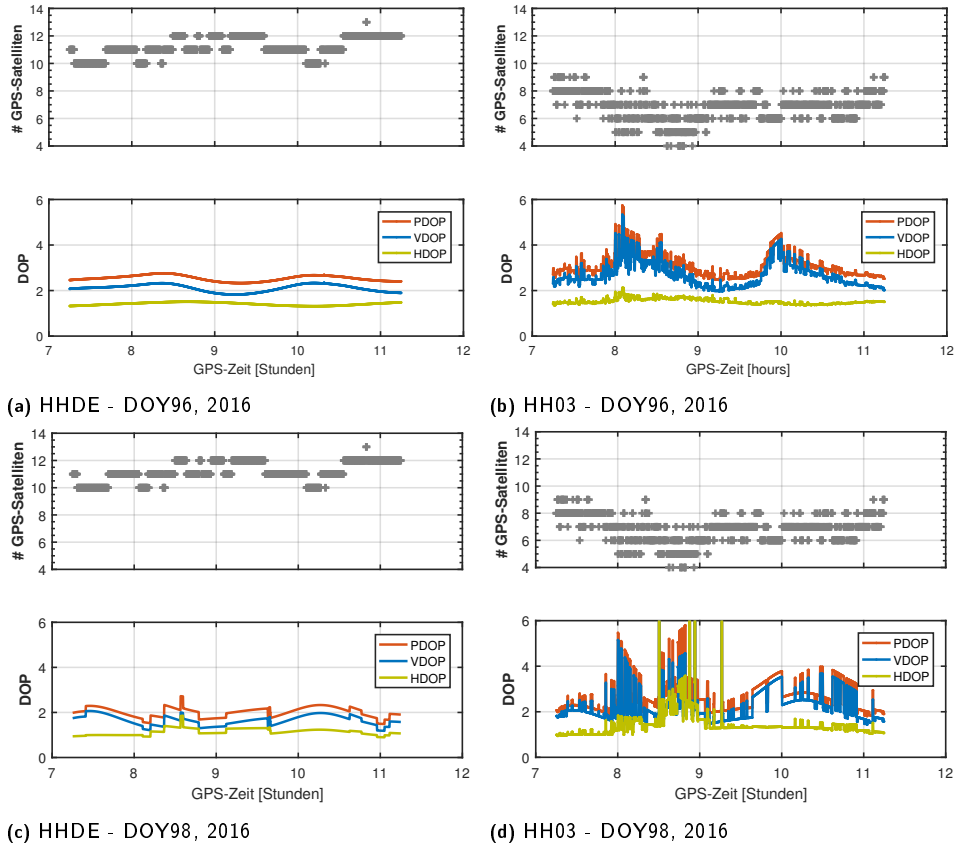 14
12
10
8
6
4
# GPS-Satelliten
6
4
2
0
DOP
PDOP
VDOP
HDOP
7 8 9 10 11 12
GPS-Zeit [Stunden]
(a) HHDE - DOY96, 2016
14
12
10
8
6
4
# GPS-Satelliten
6
4
2
0
DOP
PDOP
VDOP
HDOP
7 8 9 10 11 12
GPS-Zeit [hours]
(b) HH03 - DOY96, 2016
14
12
10
8
6
4
# GPS-Satelliten
6
4
2
0
DOP
PDOP
VDOP
HDOP
7 8 9 10 11 12
GPS-Zeit [Stunden]
(c) HHDE - DOY98, 2016
14
12
10
8
6
4
# GPS-Satelliten
6
4
2
0
DOP
PDOP
VDOP
HDOP
7 8 9 10 11 12
GPS-Zeit [Stunden]
(d) HH03 - DOY98, 2016